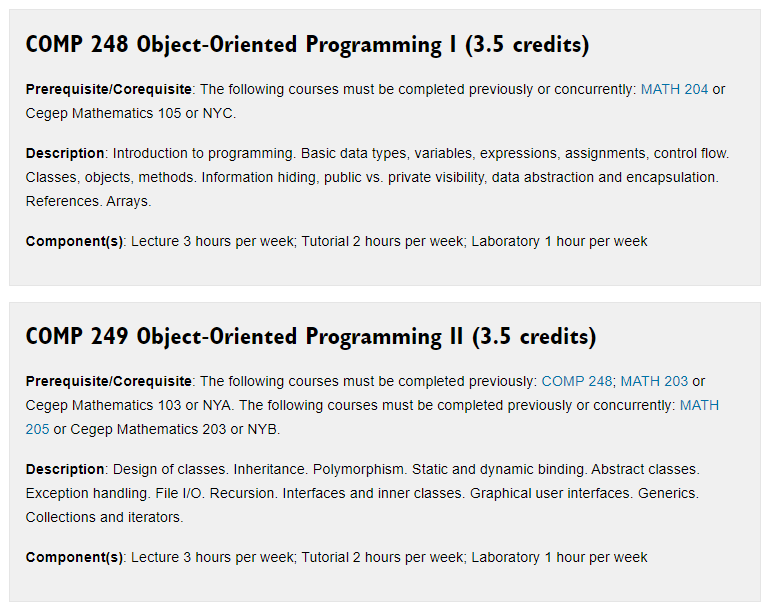 COMP 248 Object-Oriented Programming I (3.5 credits)
Prerequisite/Corequisite: The following courses must be completed previously or concurrently: MATH 204 or
Cegep Mathematics 105 or NYC.
Description: Introduction to programming. Basic data types, variables, expressions, assignments, control flow.
Classes, objects, methods. Information hiding, public vs. private visibility, data abstraction and encapsulation.
References. Arrays.
Component(s): Lecture 3 hours per week; Tutorial 2 hours per week; Laboratory 1 hour per week
COMP 249 Object-Oriented Programming II (3.5 credits)
Prerequisite/Corequisite: The following courses must be completed previously: COMP 248; MATH 203 or
Cegep Mathematics 103 or NYA. The following courses must be completed previously or concurrently: MATH
205 or Cegep Mathematics 203 or NYB.
Description: Design of classes. Inheritance. Polymorphism. Static and dynamic binding. Abstract classes.
Exception handling. File I/O. Recursion. Interfaces and inner classes. Graphical user interfaces. Generics.
Collections and iterators.
Component(s): Lecture 3 hours per week; Tutorial 2 hours per week; Laboratory 1 hour per week